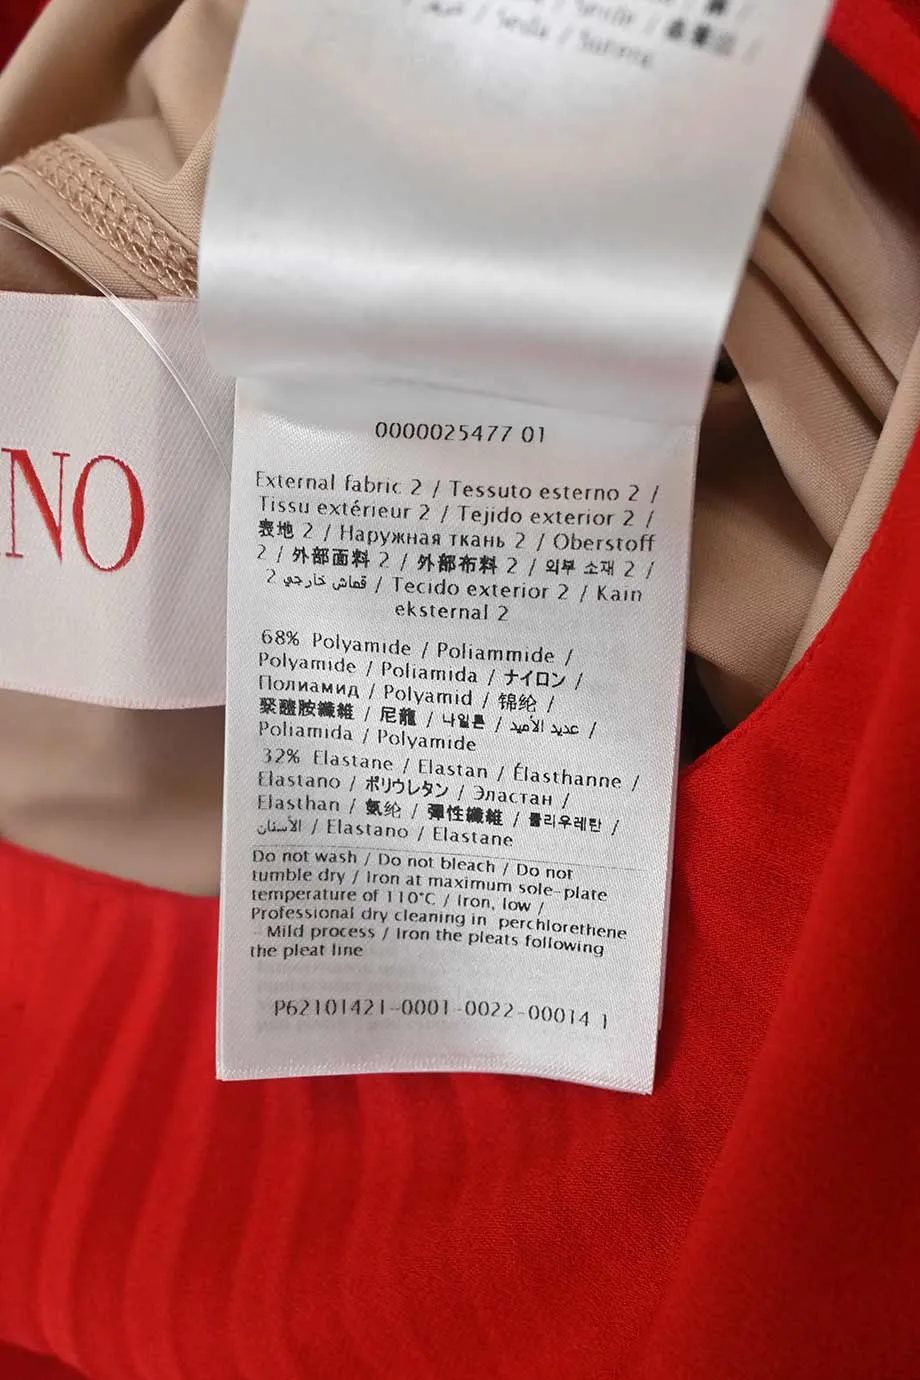 / Seide /
/ Seda / Sutera
NO
0000025477 01
External fabric 2 / Tessuto esterno 2 /
Tissu extérieur 2 / Tejido exterior 2 /
表地 2 / Наружная ткань 2 / Oberstoff
2 / 外部面料 2 / 外部布料 2 / 외부 소재 2 /
قماش خارجي 2 / Tecido exterior 2 / Kain
eksternal 2
68% Polyamide / Poliammide /
Polyamide / Poliamida / ナイロン /
Полиамид / Polyamid / 锦纶 /
聚醯胺纖維 / 尼龍 / 나일론 / عديد الأميد /
Poliamida / Polyamide
32% Elastane / Elastan / Élasthanne /
Elastano / ポリウレタン / Эластан /
Elasthan / 氨纶 / 彈性纖維 / 폴리우레탄 /
الأستان / Elastano / Elastane
Do not wash / Do not bleach / Do not
tumble dry / Iron at maximum sole-plate
temperature of 110°C / Iron, low /
Professional dry cleaning in perchlorethene
- Mild process / Iron the pleats following
the pleat line
P62101421-0001-0022-00014 1